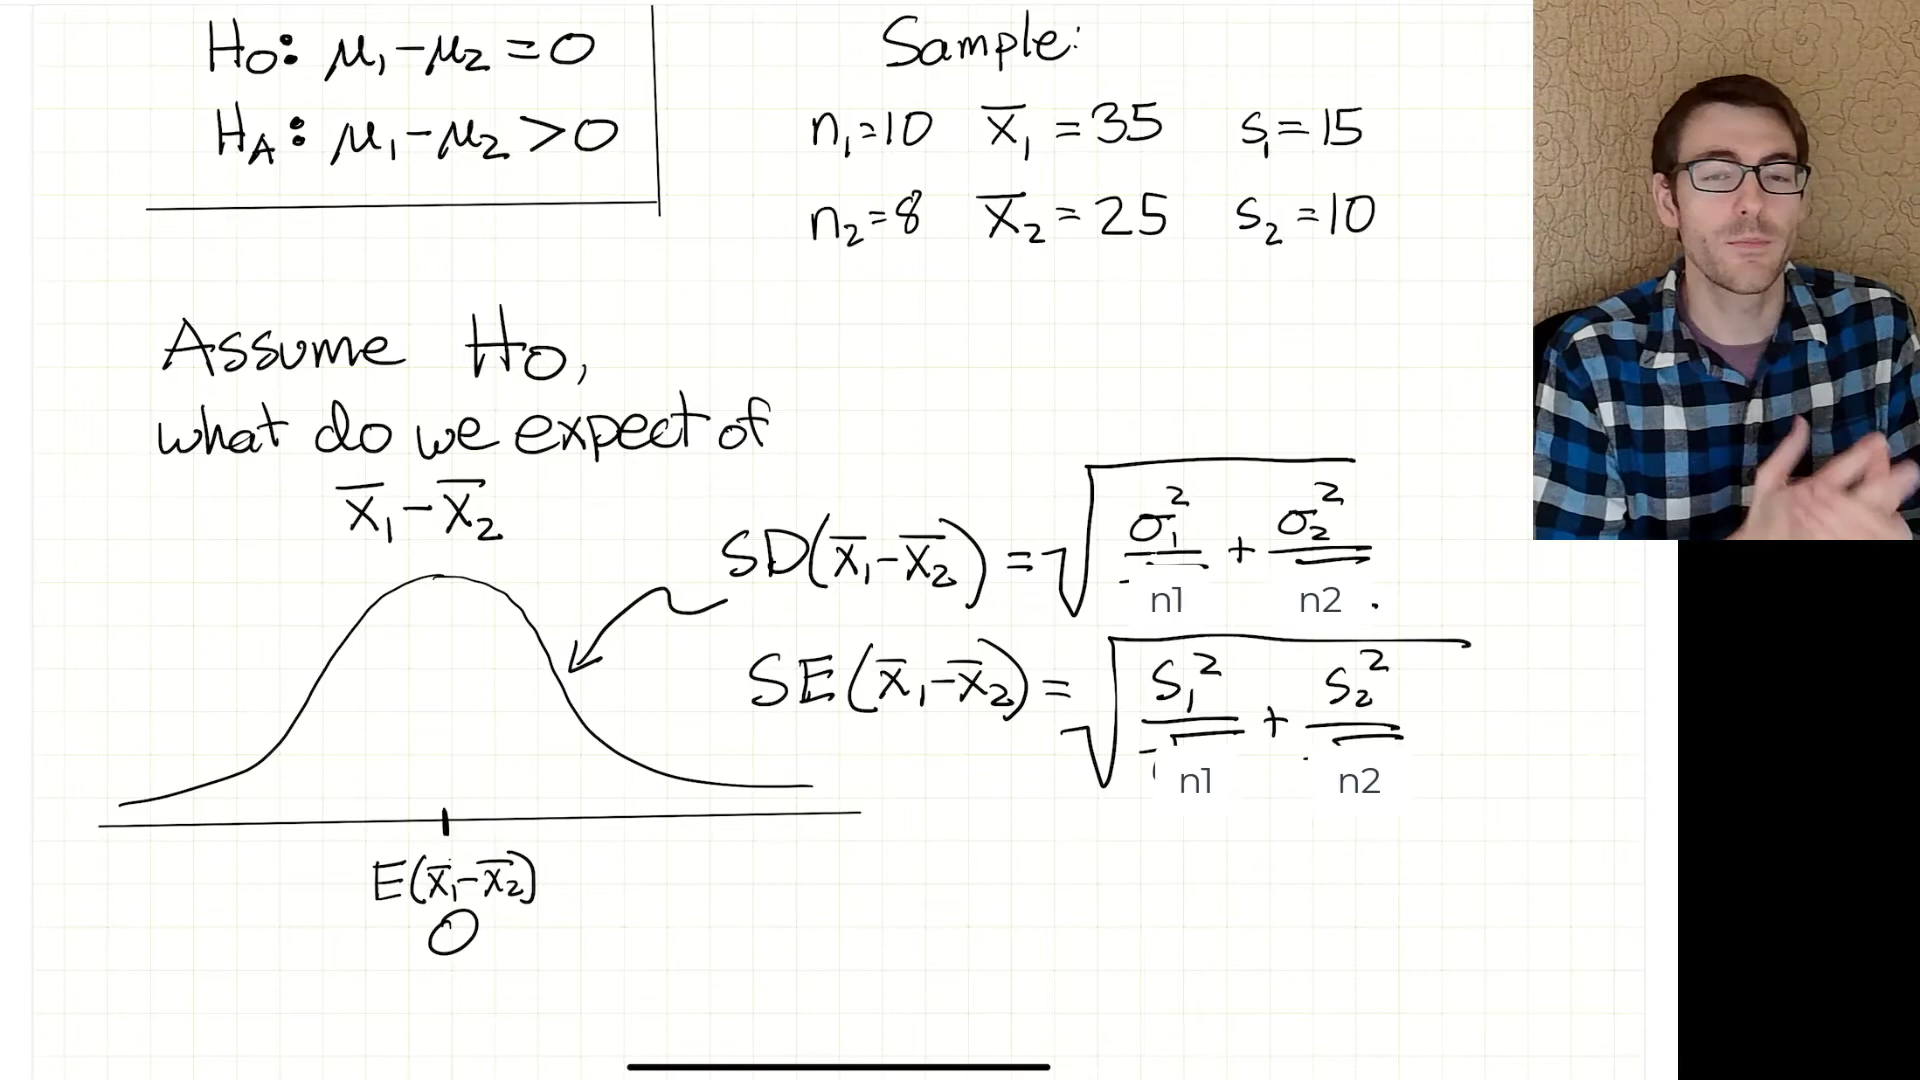 H0: μ1-μ2=0
HA: μ1-μ2>0
Sample:
n1=10 x̄1=35 s1=15
n2=8 x̄2=25 s2=10
Assume H0,
what do we expect of
x̄1-x̄2
SD(x̄1-x̄2)=√ σ1² + σ2²
n1 n2 .
SE(x̄1-x̄2)=√ s1² + s2²
n1 n2
E(x̄1-x̄2)
0